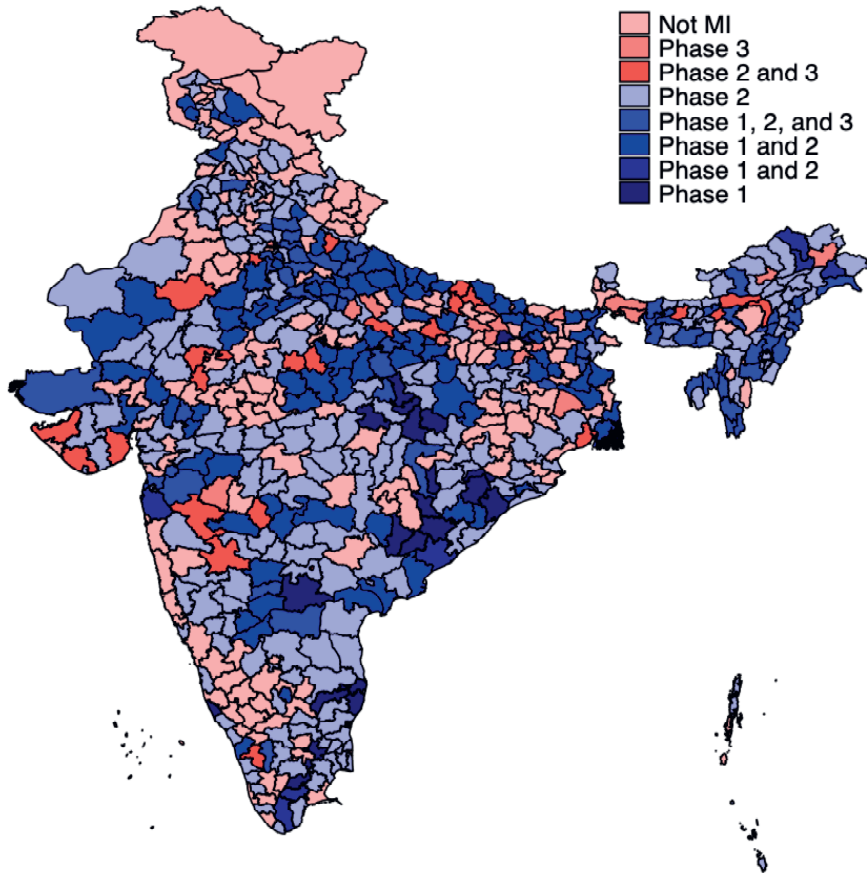 Not MI
Phase 3
Phase 2 and 3
Phase 2
Phase 1, 2, and 3
Phase 1 and 2
Phase 1 and 2
Phase 1